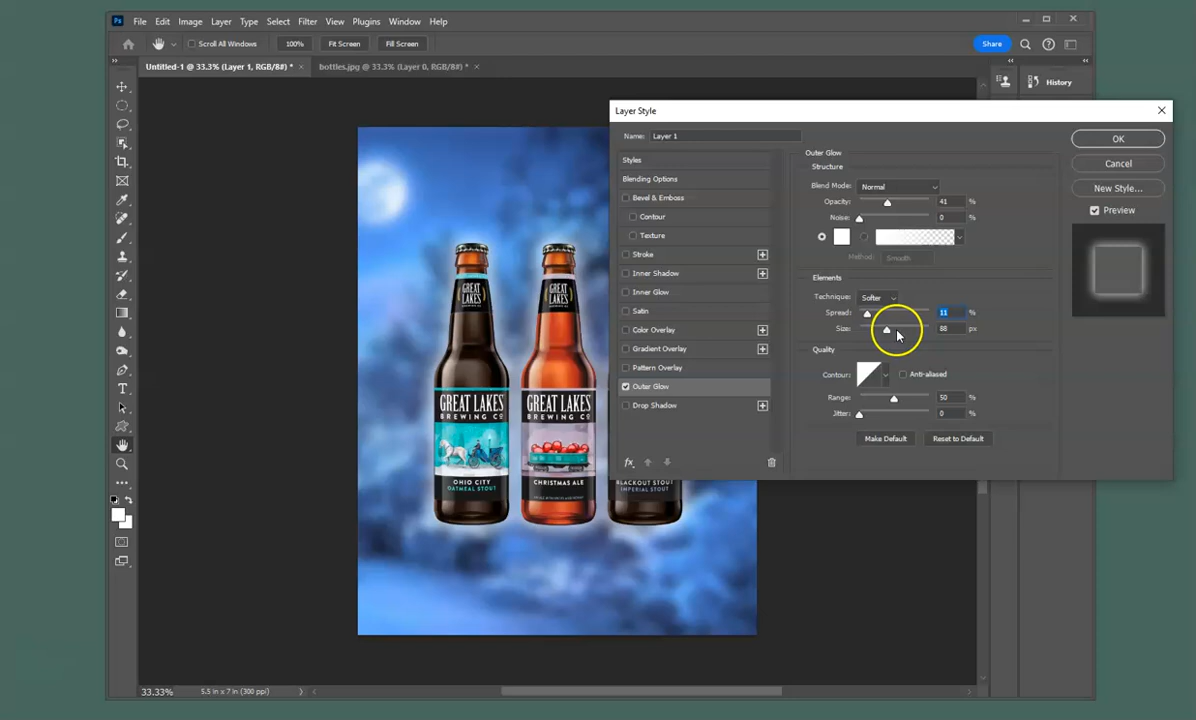 Ps File Edit Image Layer Type Select Filter View Plugins Window Help
Scroll All Windows 100% Fit Screen Fill Screen Share
Untitled-1 @ 33.3% (Layer 1, RGB/8#) * × bottles.jpg @ 33.3% (Layer 0, RGB/8#) * ×
History
Layer Style
Name: Layer 1
Styles
Blending Options
Bevel & Emboss
Contour
Texture
Stroke
Inner Shadow
Inner Glow
Satin
Color Overlay
Gradient Overlay
Pattern Overlay
Outer Glow
Drop Shadow
fx
Outer Glow
Structure
Blend Mode: Normal
Opacity: 41 %
Noise: 0 %
Method: Smooth
Elements
Technique: Softer
Spread: 11 %
Size: 88 px
Quality
Contour: Anti-aliased
Range: 50 %
Jitter: 0 %
Make Default Reset to Default
OK
Cancel
New Style...
Preview
GREAT
LAKES
GREAT LAKES
BREWING CO
OHIO CITY
OATMEAL STOUT
GREAT
LAKES
GREAT LAKES
BREWING CO
CHRISTMAS ALE
BLACKOUT STOUT
IMPERIAL STOUT
33.33% 5.5 in x 7 in (300 ppi)